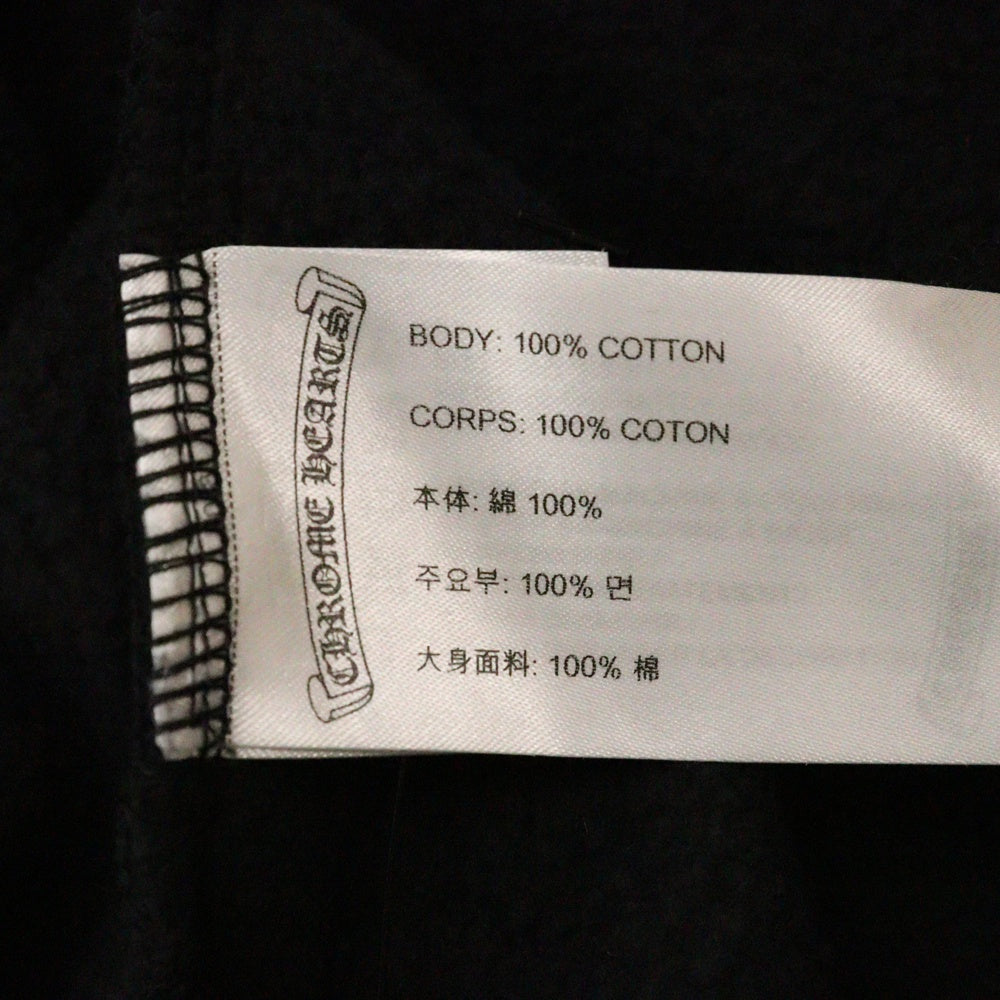 CHROME HEARTS
BODY: 100% COTTON
CORPS: 100% COTON
本体: 綿 100%
주요부: 100% 면
大身面料: 100% 棉